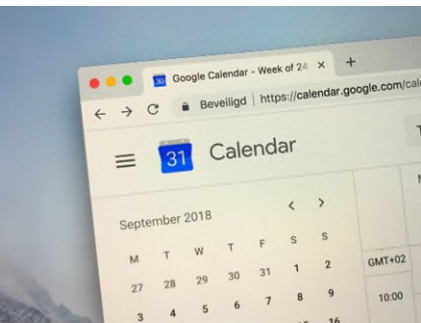 Google Calendar - Week of 24
Beveiligd | https://calendar.google.com/cal
31 Calendar
September 2018
M T W T F S S
27 28 29 30 31 1 2
GMT+02
3 4 5 6 7 8 9
10:00
16